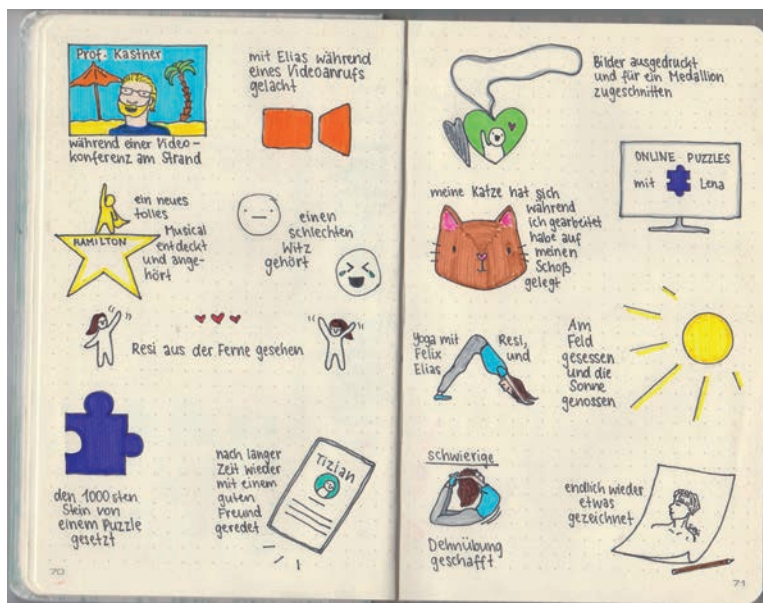 Prof. Kastner
während einer Video-
konferenz am Strand
mit Elias während
eines Videoanrufs
gelacht
ein neues
tolles
Musical
entdeckt
und ange-
hört
HAMILTON
einen
schlechten
Witz
gehört
Resi aus der Ferne gesehen
den 1000sten
Stein von
einem Puzzle
gesetzt
nach langer
Zeit wieder
mit einem
guten
Freund
geredet
Tizian
70
Bilder ausgedruckt
und für ein Medallion
zugeschnitten
ONLINE PUZZLES
mit Lena
meine Katze hat sich
während
ich gearbeitet
habe auf
meinen
Schoß
gelegt
Yoga mit Resi,
Felix und
Elias
Am
Feld
gesessen
und die
Sonne
genossen
schwierige
Dehnübung
geschafft
endlich wieder
etwas
gezeichnet
71